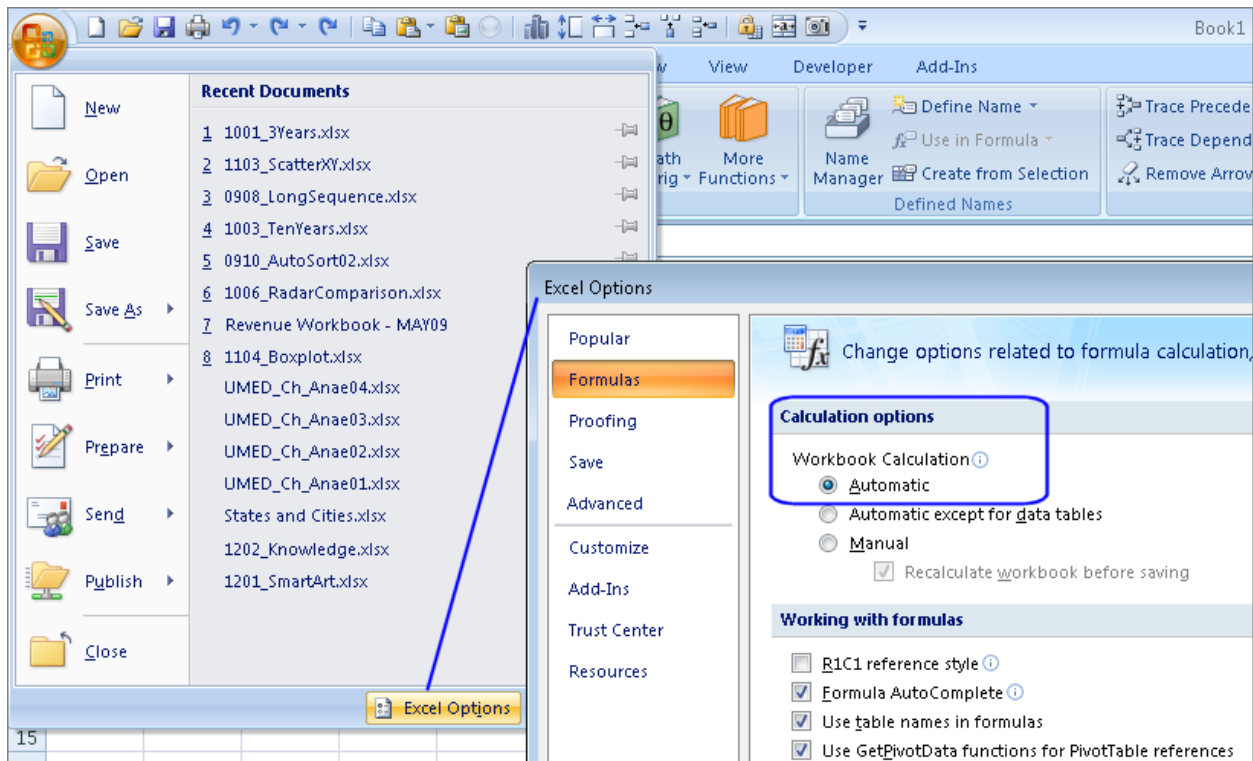 Book1
View Developer Add-Ins
New
Open
Save
Save As
Print
Prepare
Send
Publish
Close
Recent Documents
1 1001_3Years.xlsx
2 1103_ScatterXY.xlsx
3 0908_LongSequence.xlsx
4 1003_TenYears.xlsx
5 0910_AutoSort02.xlsx
6 1006_RadarComparison.xlsx
7 Revenue Workbook - MAY09
8 1104_Boxplot.xlsx
UMED_Ch_Anae04.xlsx
UMED_Ch_Anae03.xlsx
UMED_Ch_Anae02.xlsx
UMED_Ch_Anae01.xlsx
States and Cities.xlsx
1202_Knowledge.xlsx
1201_SmartArt.xlsx
Excel Options
15
θ
ath
rig
More
Functions
Name
Manager
Define Name
Use in Formula
Create from Selection
Defined Names
Trace Precede
Trace Depend
Remove Arrow
Excel Options
Popular
Formulas
Proofing
Save
Advanced
Customize
Add-Ins
Trust Center
Resources
fx
Change options related to formula calculation,
Calculation options
Workbook Calculation
Automatic
Automatic except for data tables
Manual
Recalculate workbook before saving
Working with formulas
R1C1 reference style
Formula AutoComplete
Use table names in formulas
Use GetPivotData functions for PivotTable references